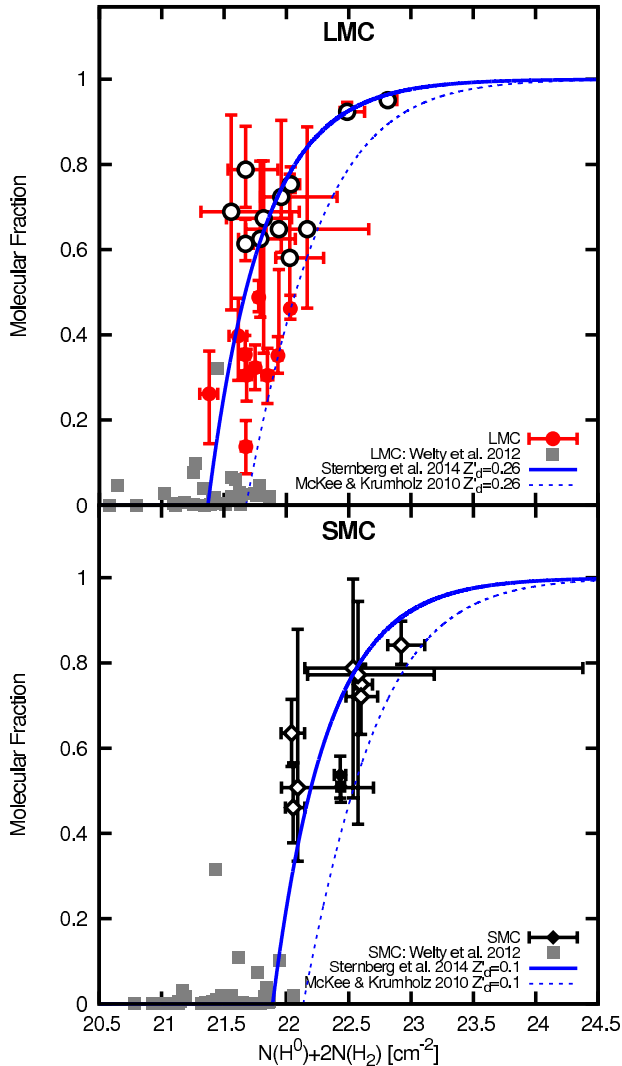 LMC
1
0.8
0.6
0.4
0.2
0
Molecular Fraction
LMC
LMC: Welty et al. 2012
Sternberg et al. 2014 Z'd=0.26
McKee & Krumholz 2010 Z'd=0.26
SMC
1
0.8
0.6
0.4
0.2
0
Molecular Fraction
SMC
SMC: Welty et al. 2012
Sternberg et al. 2014 Z'd=0.1
McKee & Krumholz 2010 Z'd=0.1
20.5 21 21.5 22 22.5 23 23.5 24 24.5
N(H⁰)+2N(H₂) [cm⁻²]